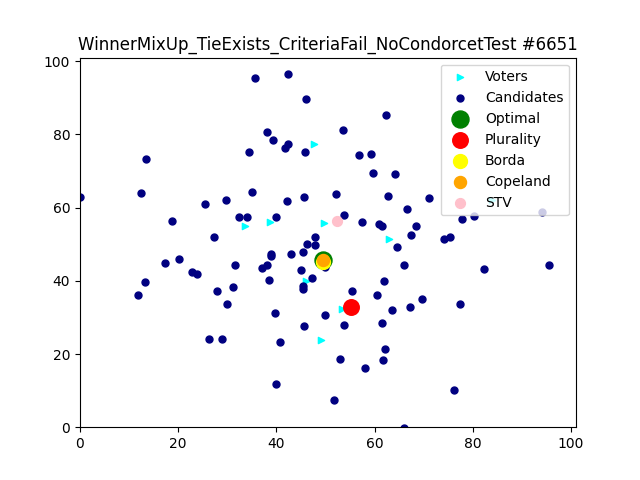 WinnerMixUp_TieExists_CriteriaFail_NoCondorcetTest #6651
100
80
60
40
20
0
0
20
40
60
80
100
Voters
Candidates
Optimal
Plurality
Borda
Copeland
STV